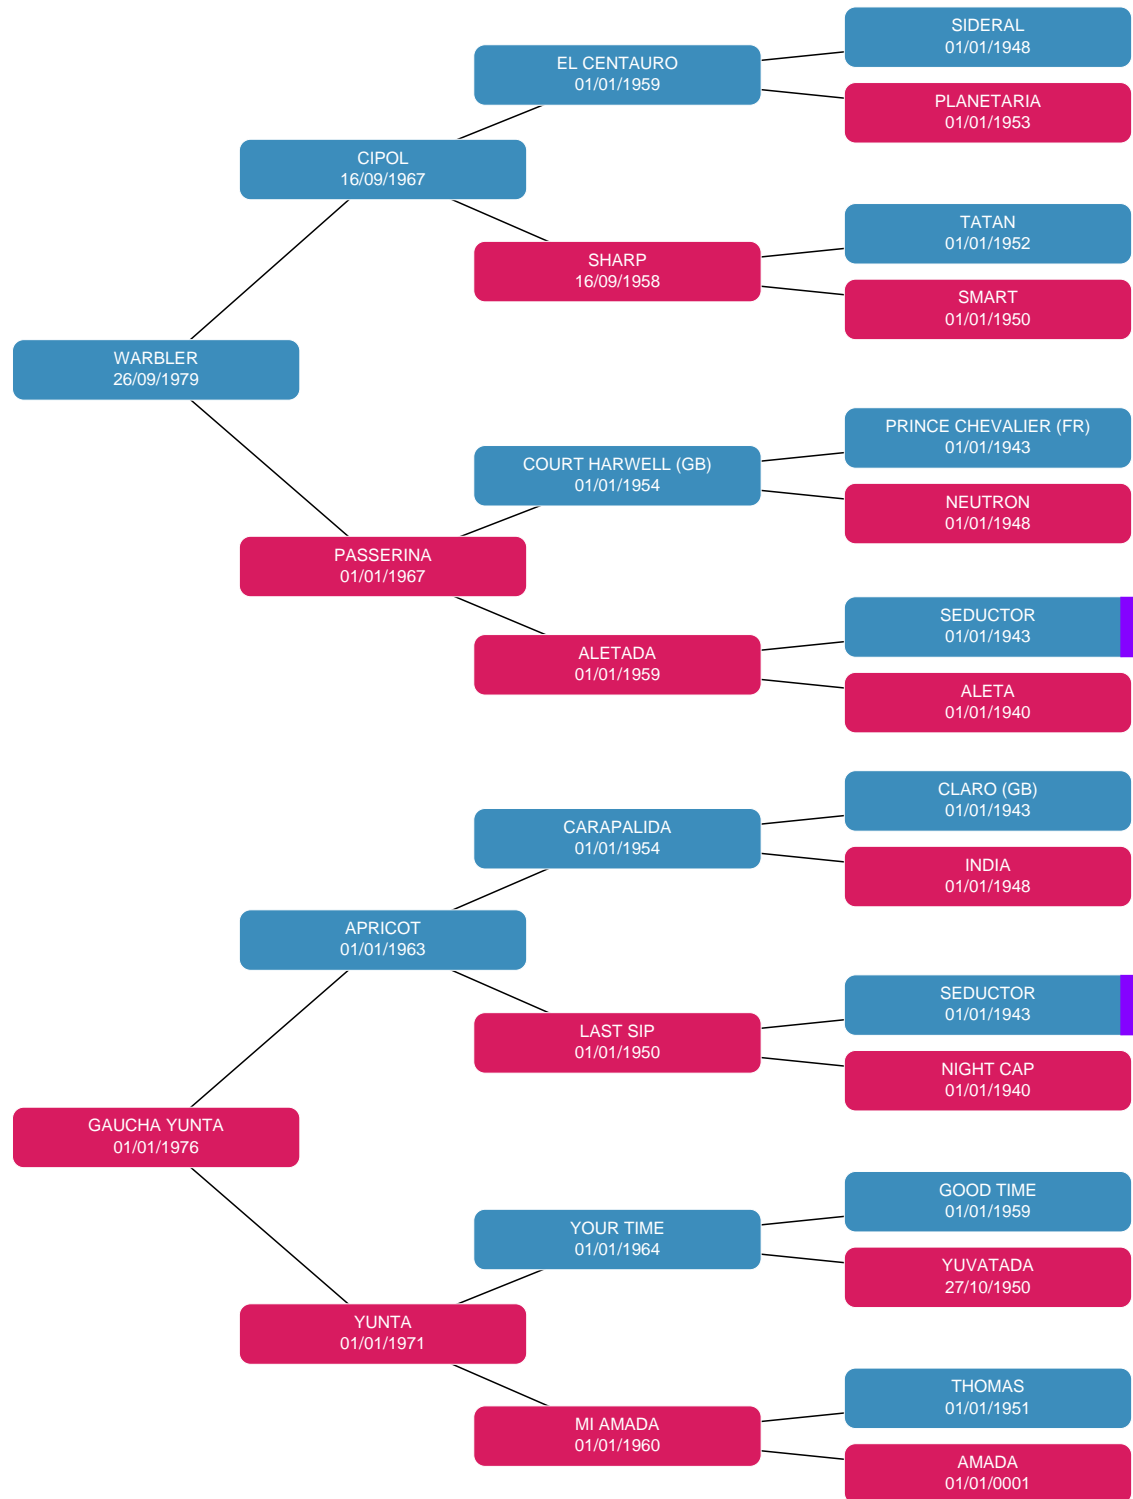 SIDERAL
01/01/1948
EL CENTAURO
01/01/1959
PLANETARIA
01/01/1953
CIPOL
16/09/1967
TATAN
01/01/1952
SHARP
16/09/1958
SMART
01/01/1950
WARBLER
26/09/1979
PRINCE CHEVALIER (FR)
01/01/1943
COURT HARWELL (GB)
01/01/1954
NEUTRON
01/01/1948
PASSERINA
01/01/1967
SEDUCTOR
01/01/1943
ALETADA
01/01/1959
ALETA
01/01/1940
CLARO (GB)
01/01/1943
CARAPALIDA
01/01/1954
INDIA
01/01/1948
APRICOT
01/01/1963
SEDUCTOR
01/01/1943
LAST SIP
01/01/1950
NIGHT CAP
01/01/1940
GAUCHA YUNTA
01/01/1976
GOOD TIME
01/01/1959
YOUR TIME
01/01/1964
YUVATADA
27/10/1950
YUNTA
01/01/1971
THOMAS
01/01/1951
MI AMADA
01/01/1960
AMADA
01/01/0001